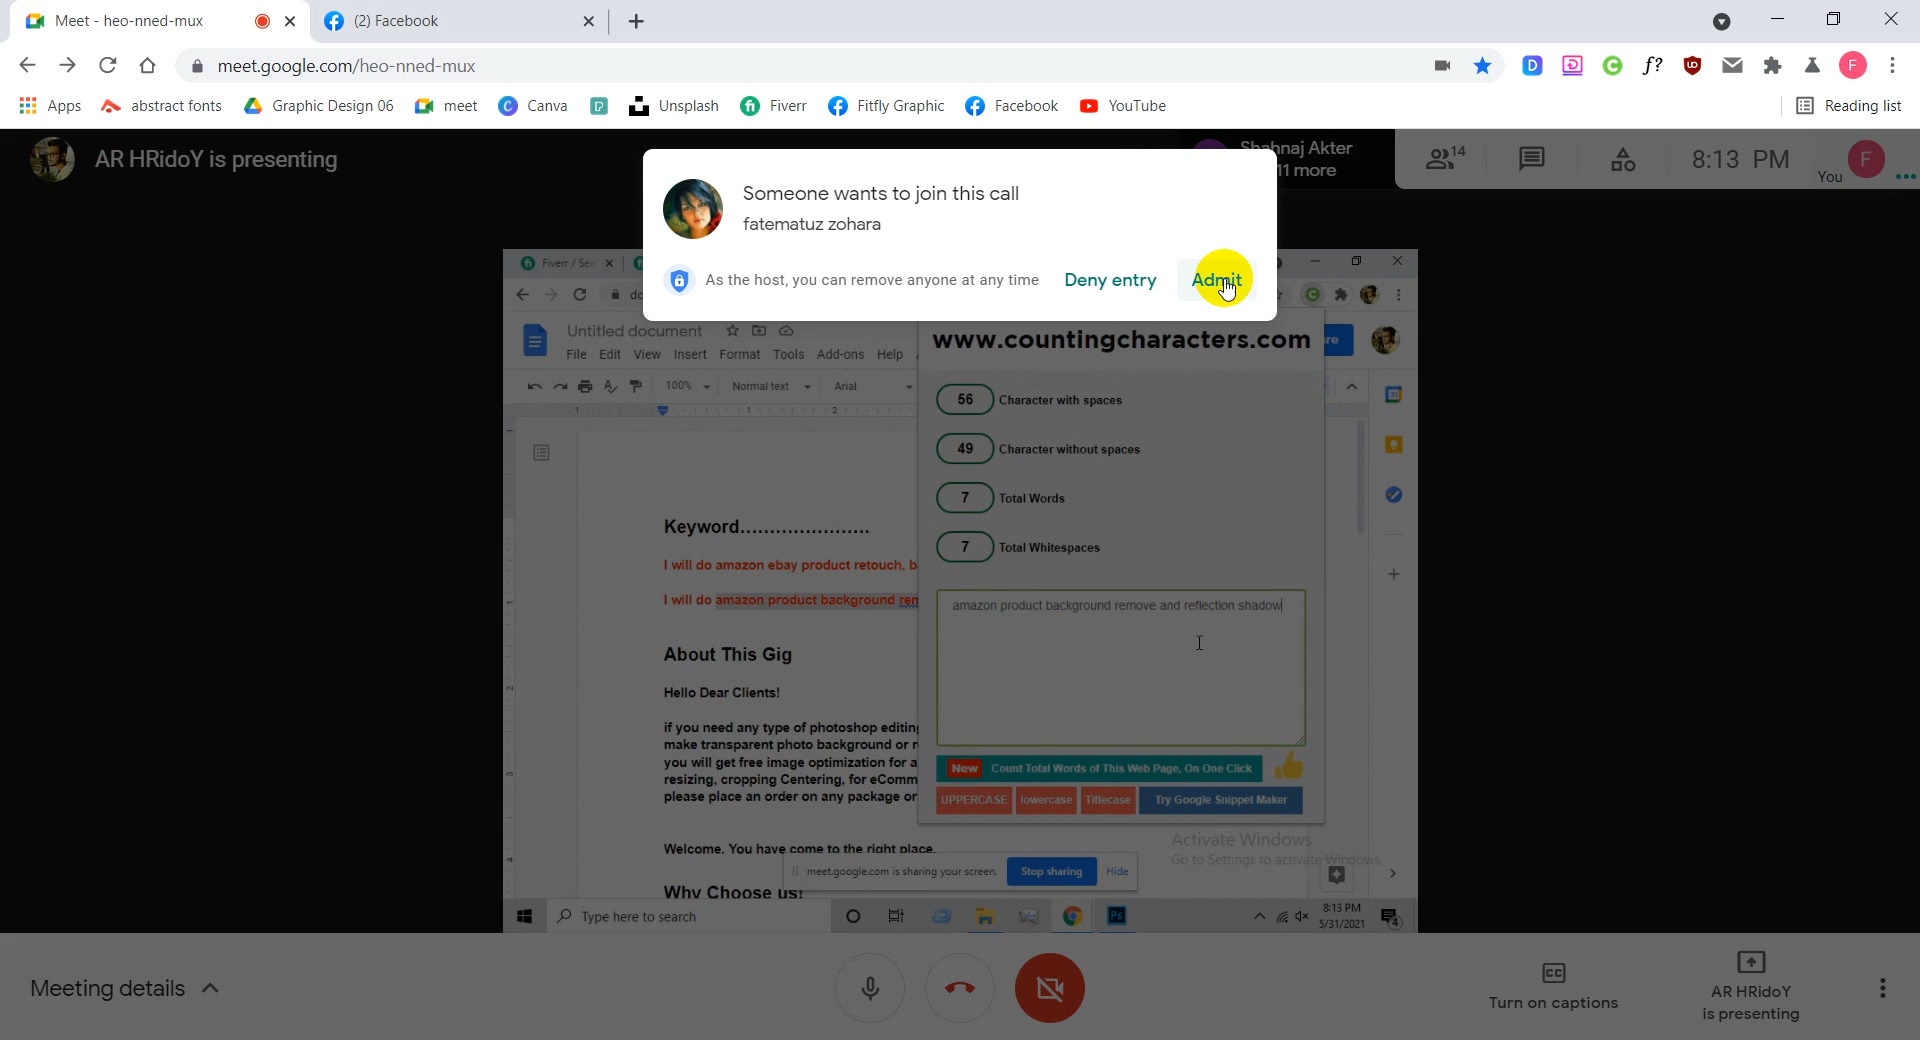 Meet - heo-nned-mux
(2) Facebook
meet.google.com/heo-nned-mux
D
C
f?
F
Apps
abstract fonts
Graphic Design 06
meet
Canva
Unsplash
Fiverr
Fitfly Graphic
Facebook
YouTube
Reading list
AR HRidoY is presenting
Shahnaj Akter
11 more
14
8:13 PM
You
F
Someone wants to join this call
fatematuz zohara
As the host, you can remove anyone at any time
Deny entry
Admit
Fiverr / Sea
Untitled document
File Edit View Insert Format Tools Add-ons Help
100%
Normal text
Arial
www.countingcharacters.com
56 Character with spaces
49 Character without spaces
7 Total Words
7 Total Whitespaces
amazon product background remove and reflection shadow
New Count Total Words of This Web Page, On One Click
UPPERCASE lowercase Titlecase Try Google Snippet Maker
Keyword......................
I will do amazon ebay product retouch, b
I will do amazon product background rem
About This Gig
Hello Dear Clients!
if you need any type of photoshop editing
make transparent photo background or r
you will get free image optimization for a
resizing, cropping Centering, for eComm
please place an order on any package or
Welcome. You have come to the right place.
Why Choose us!
meet.google.com is sharing your screen.
Stop sharing
Hide
Activate Windows
Go to Settings to activate Windows.
Type here to search
Ps
8:13 PM
5/31/2021
4
Meeting details
Turn on captions
AR HRidoY
is presenting